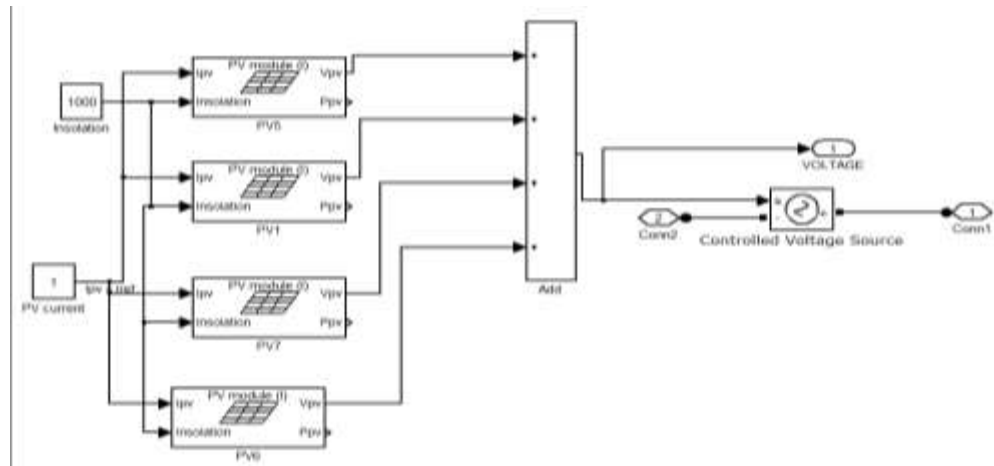 PV module (I)
Ipv
Vpv
Insolation
Ppv
PV5
1000
Insolation
PV module (I)
Ipv
Vpv
Insolation
Ppv
PV1
1
PV current
PV module (I)
Ipv
Vpv
Insolation
Ppv
PV7
PV module (I)
Ipv
Vpv
Insolation
Ppv
PV6
Add
1
VOLTAGE
2
Conn2
Controlled Voltage Source
1
Conn1